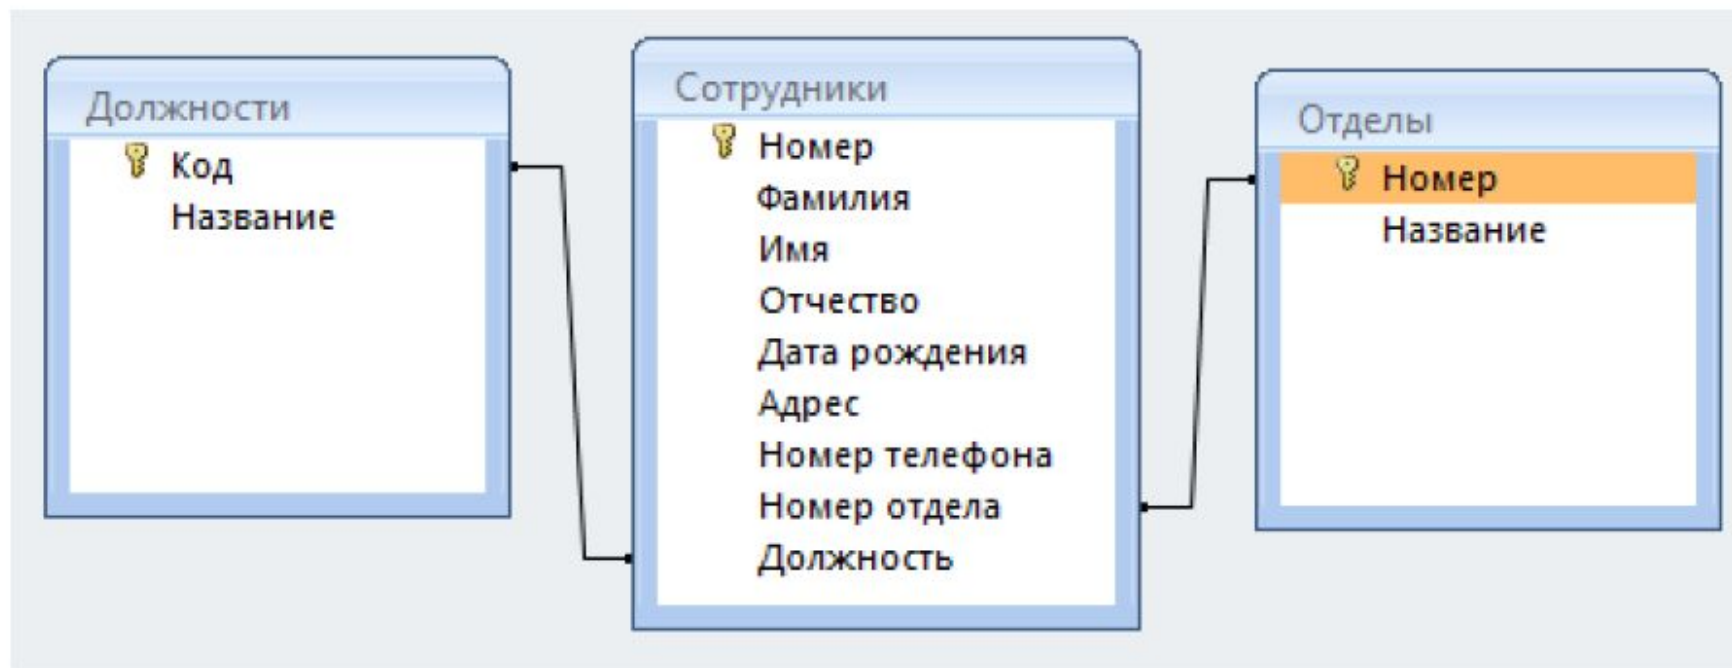 Должности
Код
Название
Сотрудники
Номер
Фамилия
Имя
Отчество
Дата рождения
Адрес
Номер телефона
Номер отдела
Должность
Отделы
Номер
Название